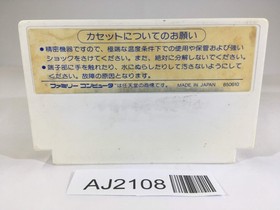 カセットについてのお願い
●精密機器ですので、極端な温度条件下での使用や保管および強い
ショックをさけてください。また、絶対に分解しないでください。
●端子部に手を触れたり、水にぬらしたりして汚さないようにして
ください。故障の原因となります。
ファミリーコンピュータは任天堂の商標です。 MADE IN JAPAN
AJ2108